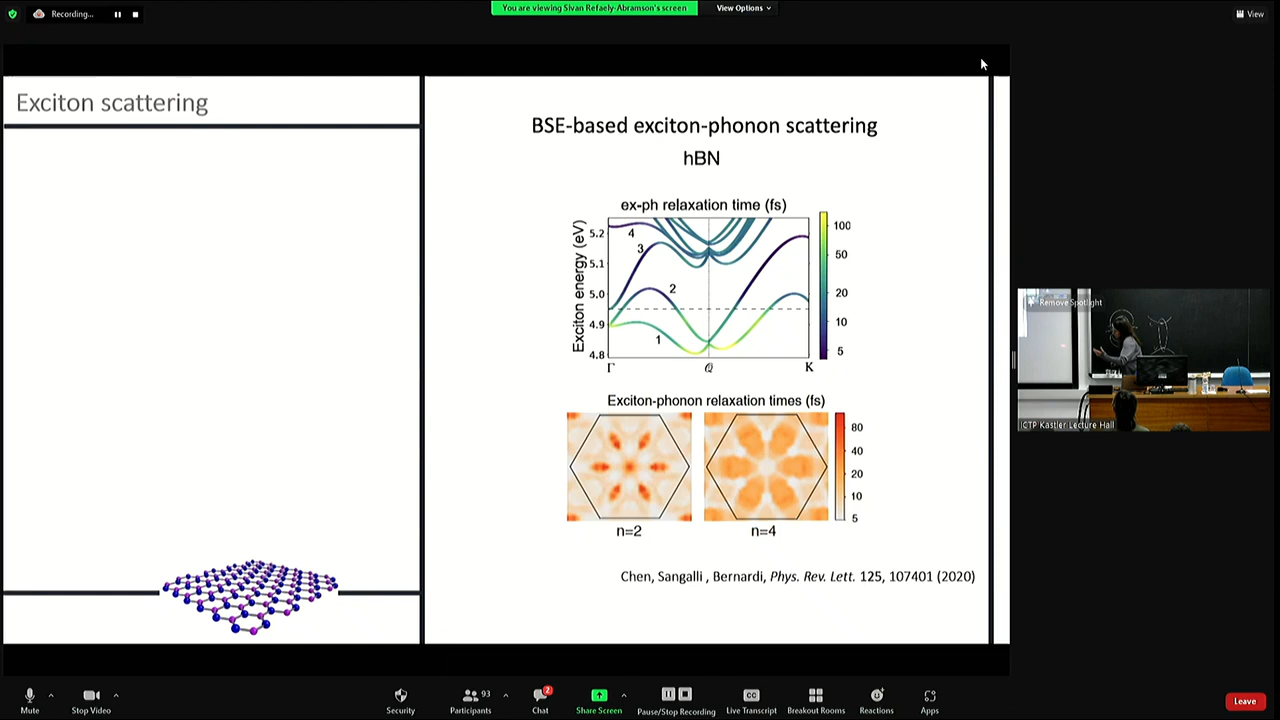 Recording...
You are viewing Sivan Refaely-Abramson's screen
View Options
View
Exciton scattering
BSE-based exciton-phonon scattering
hBN
ex-ph relaxation time (fs)
Exciton energy (eV)
5.2
5.1
5.0
4.9
4.8
4
3
2
1
Γ
Q
K
100
50
20
10
5
Exciton-phonon relaxation times (fs)
80
40
20
10
5
n=2
n=4
Chen, Sangalli , Bernardi, Phys. Rev. Lett. 125, 107401 (2020)
Remove Spotlight
ICTP Kastler Lecture Hall
Mute
Stop Video
Security
93
Participants
2
Chat
Share Screen
Pause/Stop Recording
CC
Live Transcript
Breakout Rooms
Reactions
Apps
Leave